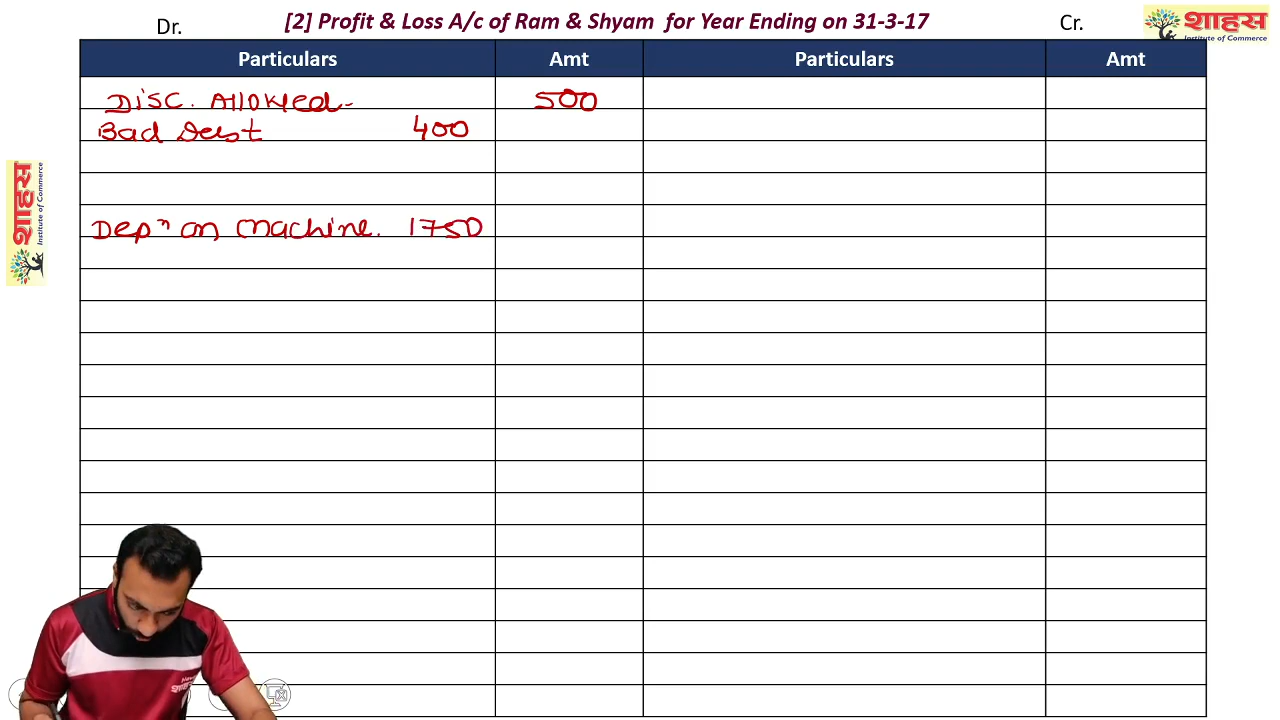 Dr.
[2] Profit & Loss A/c of Ram & Shyam for Year Ending on 31-3-17
Cr.
शाहस
Institute of Commerce
Particulars Amt Particulars Amt
Disc. Allowed- 500
Bad Debt 400
Depⁿ on Machine. 1750
शाहस
Institute of Commerce
शाहस